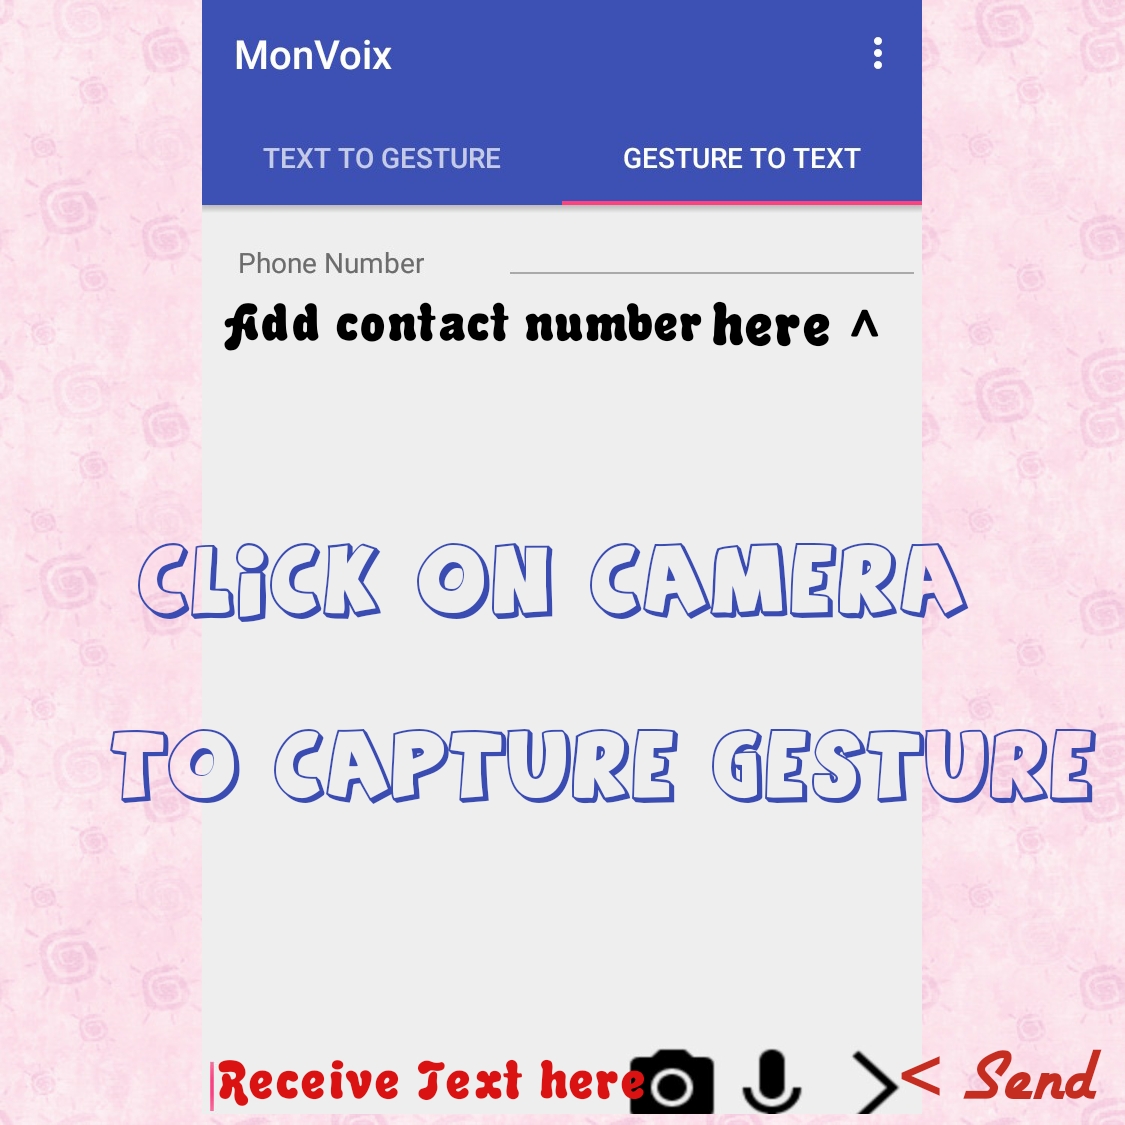 MonVoix
TEXT TO GESTURE GESTURE TO TEXT
Phone Number
Add contact number here ^
CLiCK ON CAMERA
TO CAPTURE GESTURE
Receive Text here < Send